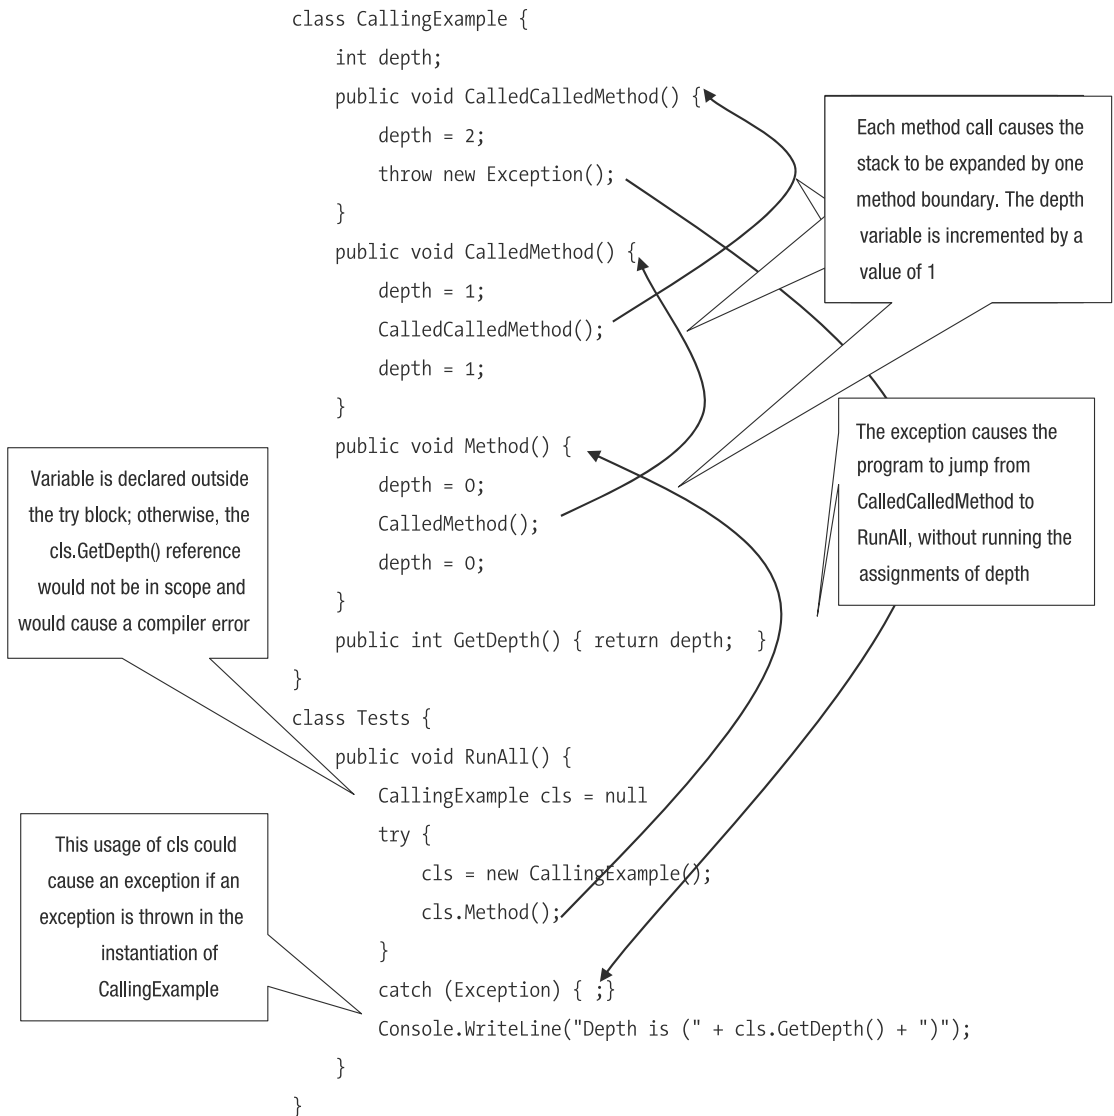 class CallingExample {
int depth;
public void CalledCalledMethod() {
depth = 2;
throw new Exception();
}
public void CalledMethod() {
depth = 1;
CalledCalledMethod();
depth = 1;
}
public void Method() {
depth = 0;
CalledMethod();
depth = 0;
}
public int GetDepth() { return depth;  }
}
class Tests {
public void RunAll() {
CallingExample cls = null
try {
cls = new CallingExample();
cls.Method();
}
catch (Exception) { ;}
Console.WriteLine("Depth is (" + cls.GetDepth() + ")");
}
}
Each method call causes the
stack to be expanded by one
method boundary. The depth
variable is incremented by a
value of 1
The exception causes the
program to jump from
CalledCalledMethod to
RunAll, without running the
assignments of depth
Variable is declared outside
the try block; otherwise, the
cls.GetDepth() reference
would not be in scope and
would cause a compiler error
This usage of cls could
cause an exception if an
exception is thrown in the
instantiation of
CallingExample